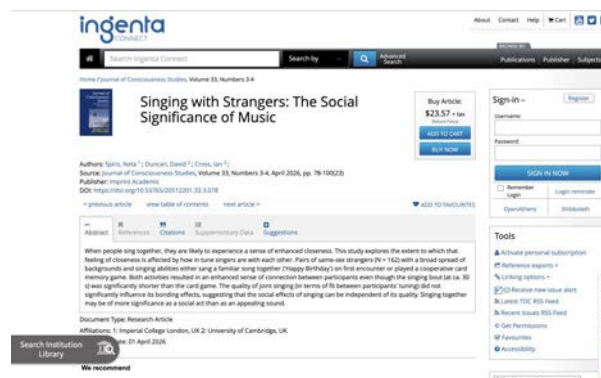 ingenta
CONNECT
About Contact Help Cart
Search Ingenta Connect
Search by
Advanced Search
BROWSE BY
Publications Publisher Subjects
Home / Journal of Consciousness Studies, Volume 33, Numbers 3-4
Singing with Strangers: The Social
Significance of Music
Buy Article:
$23.57 + tax
(Refund Policy)
ADD TO CART
BUY NOW
Authors: Spiro, Neta 1; Duncan, David 2; Cross, Ian 2;
Source: Journal of Consciousness Studies, Volume 33, Numbers 3-4, April 2026, pp. 78-100(23)
Publisher: Imprint Academic
DOI: https://doi.org/10.53765/20512201.33.3.078
< previous article view table of contents next article >
ADD TO FAVOURITES
Abstract References Citations Supplementary Data Suggestions
When people sing together, they are likely to experience a sense of enhanced closeness. This study explores the extent to which that
feeling of closeness is affected by how in tune singers are with each other. Pairs of same-sex strangers (N = 162) with a broad spread of
backgrounds and singing abilities either sang a familiar song together ('Happy Birthday') on first encounter or played a cooperative card
memory game. Both activities resulted in an enhanced sense of connection between participants even though the singing bout (at ca. 30
s) was significantly shorter than the card game. The quality of joint singing (in terms of fit between participants' tuning) did not
significantly influence its bonding effects, suggesting that the social effects of singing can be independent of its quality. Singing together
may be of more significance as a social act than as an appealing sound.
Document Type: Research Article
Affiliations: 1: Imperial College London, UK 2: University of Cambridge, UK
date: 01 April 2026
We recommend
Search Institution
Library
Sign-in –
Register
Username:
Password:
SIGN IN NOW
Remember Login
Login reminder
OpenAthens Shibboleth
Tools
Activate personal subscription
Reference exports +
Linking options +
Receive new issue alert
Latest TOC RSS Feed
Recent Issues RSS Feed
Get Permissions
Favourites
Accessibility